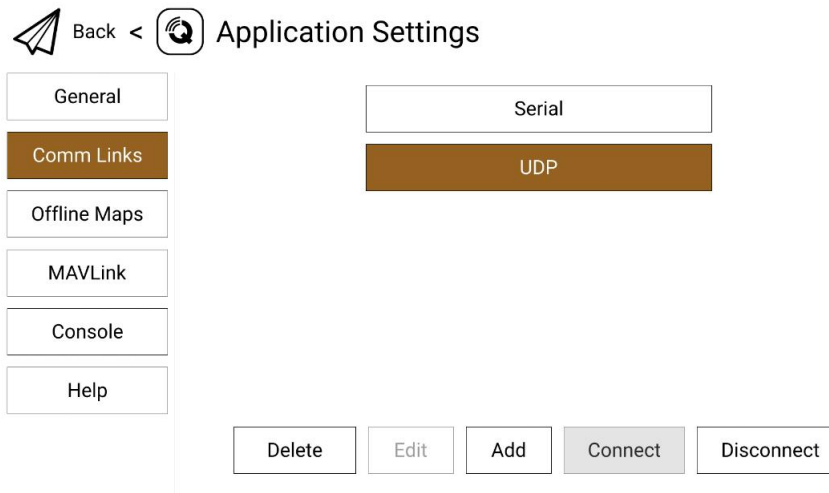 Back < Application Settings
General
Comm Links
Offline Maps
MAVLink
Console
Help
Serial
UDP
Delete Edit Add Connect Disconnect